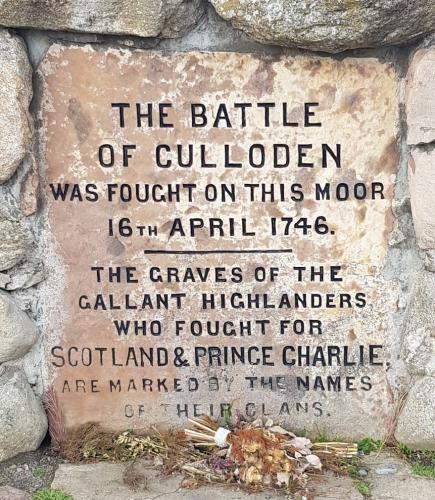 THE BATTLE
OF CULLODEN
WAS FOUGHT ON THIS MOOR
16TH APRIL 1746.
THE GRAVES OF THE
GALLANT HIGHLANDERS
WHO FOUGHT FOR
SCOTLAND & PRINCE CHARLIE,
ARE MARKED BY THE NAMES
OF THEIR CLANS.